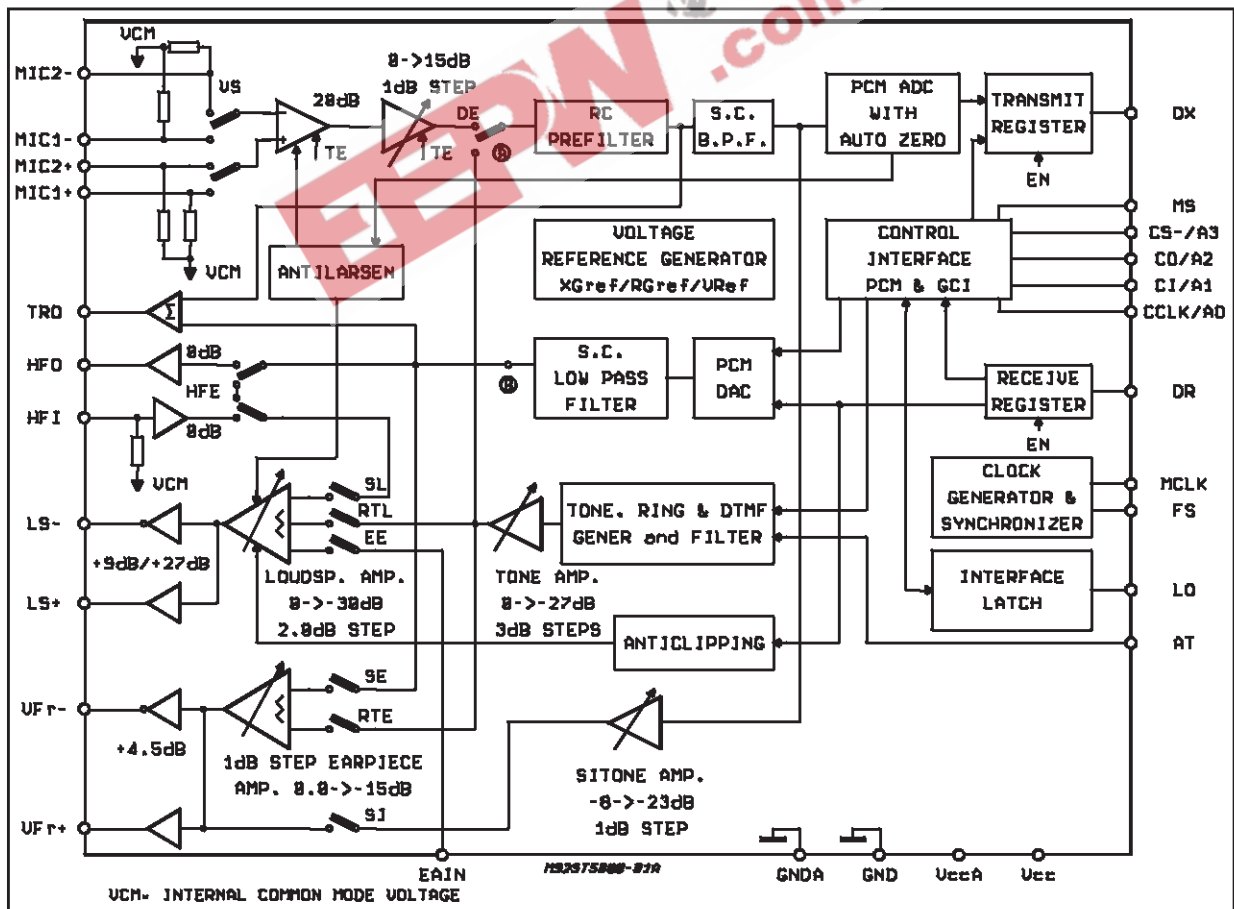 EEPW .com
VCM
MIC2-
VS
0->15dB
1dB STEP
20dB
DE
TE
TE
MIC1-
MIC2+
MIC1+
VCM
RC
PREFILTER
S.C.
B.P.F.
PCM ADC
WITH
AUTO ZERO
TRANSMIT
REGISTER
EN
DX
MS
CS-/A3
CO/A2
CI/A1
CCLK/A0
ANTILARSEN
VOLTAGE
REFERENCE GENERATOR
XGref/RGref/VRef
CONTROL
INTERFACE
PCM & GCI
TRO
Σ
HFO
0dB
HFE
HFI
0dB
VCM
S.C.
LOW PASS
FILTER
PCM
DAC
RECEIVE
REGISTER
EN
DR
CLOCK
GENERATOR &
SYNCHRONIZER
MCLK
FS
SL
RTL
EE
LS-
+9dB/+27dB
LS+
LOUDSP. AMP.
0->-30dB
2.0dB STEP
TONE AMP.
0->-27dB
3dB STEPS
TONE. RING & DTMF
GENER and FILTER
INTERFACE
LATCH
LO
AT
ANTICLIPPING
SE
RTE
VFr-
+4.5dB
1dB STEP EARPIECE
AMP. 0.0->-15dB
SI
VFr+
SITONE AMP.
-8->-23dB
1dB STEP
EAIN
M92ST5080-01A
GNDA
GND
VccA
Vcc
VCM= INTERNAL COMMON MODE VOLTAGE